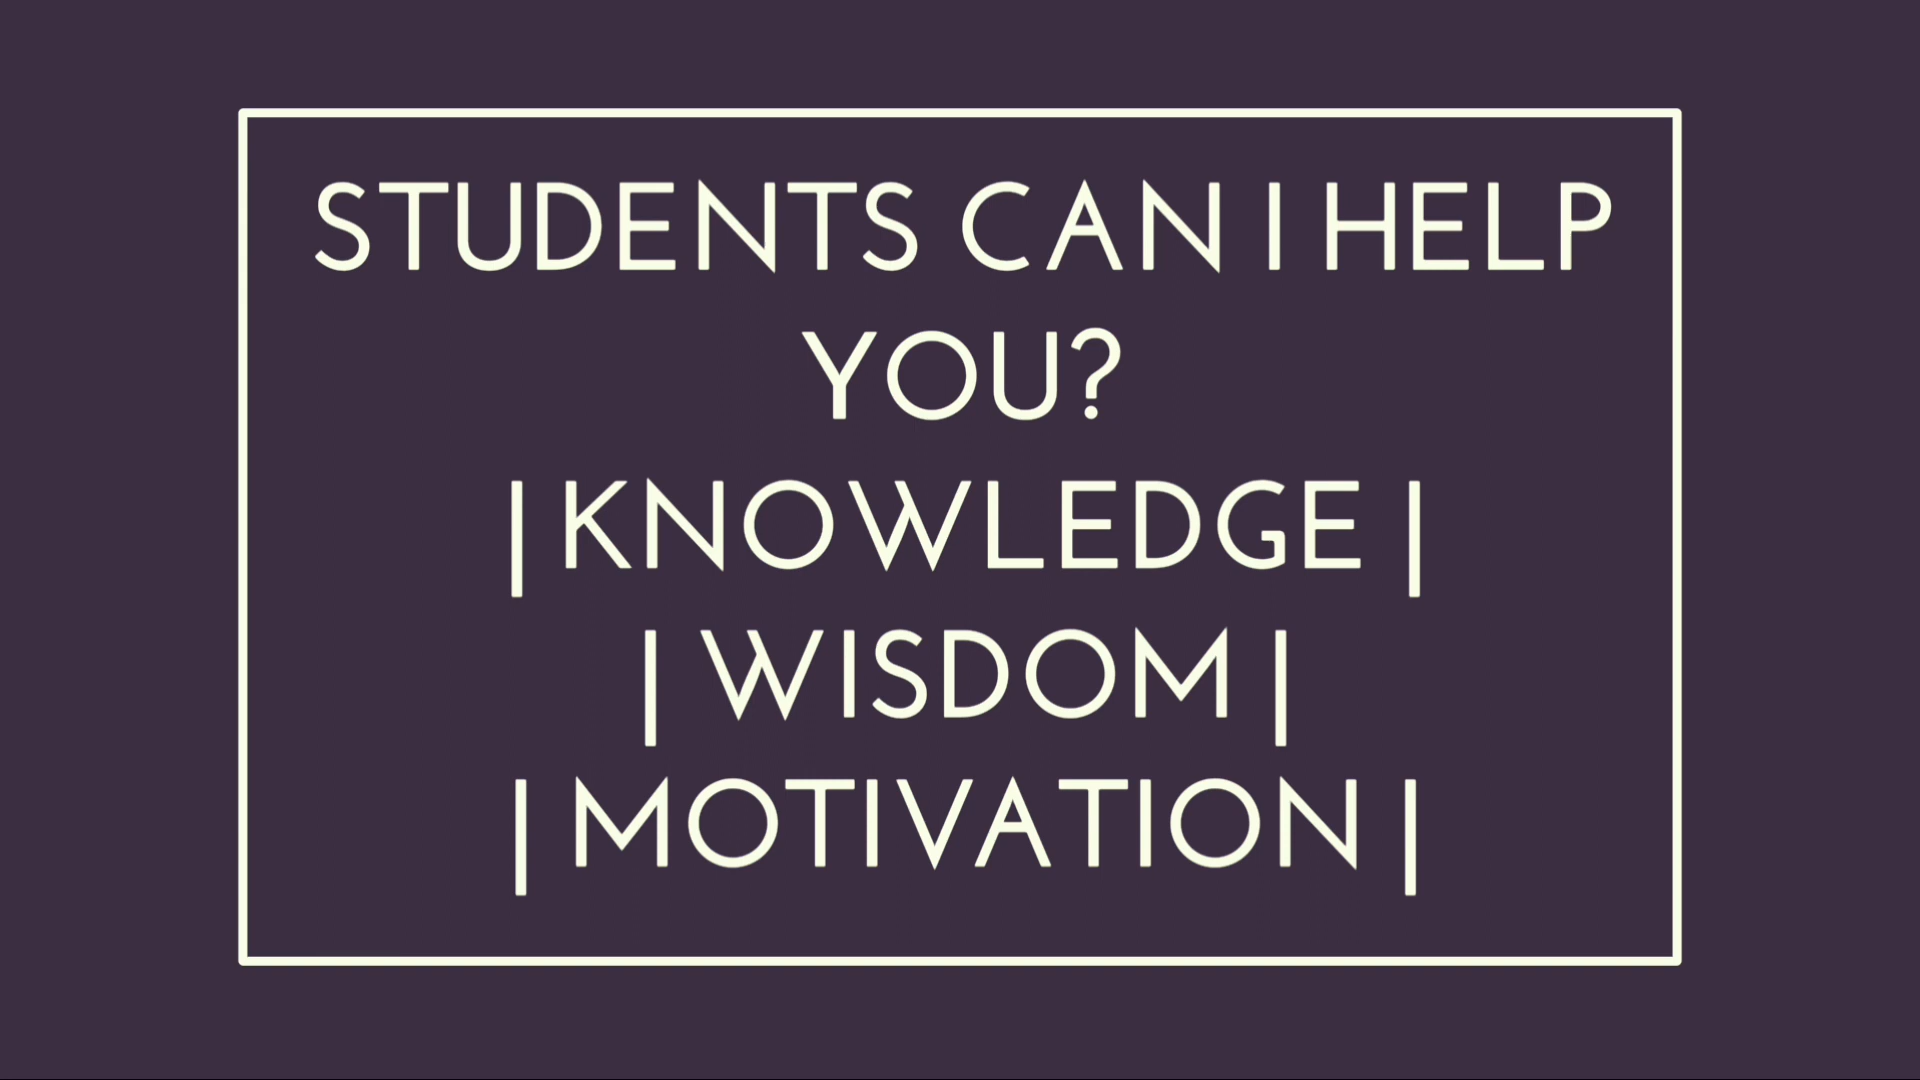 STUDENTS CAN I HELP
YOU?
| KNOWLEDGE |
| WISDOM |
| MOTIVATION |